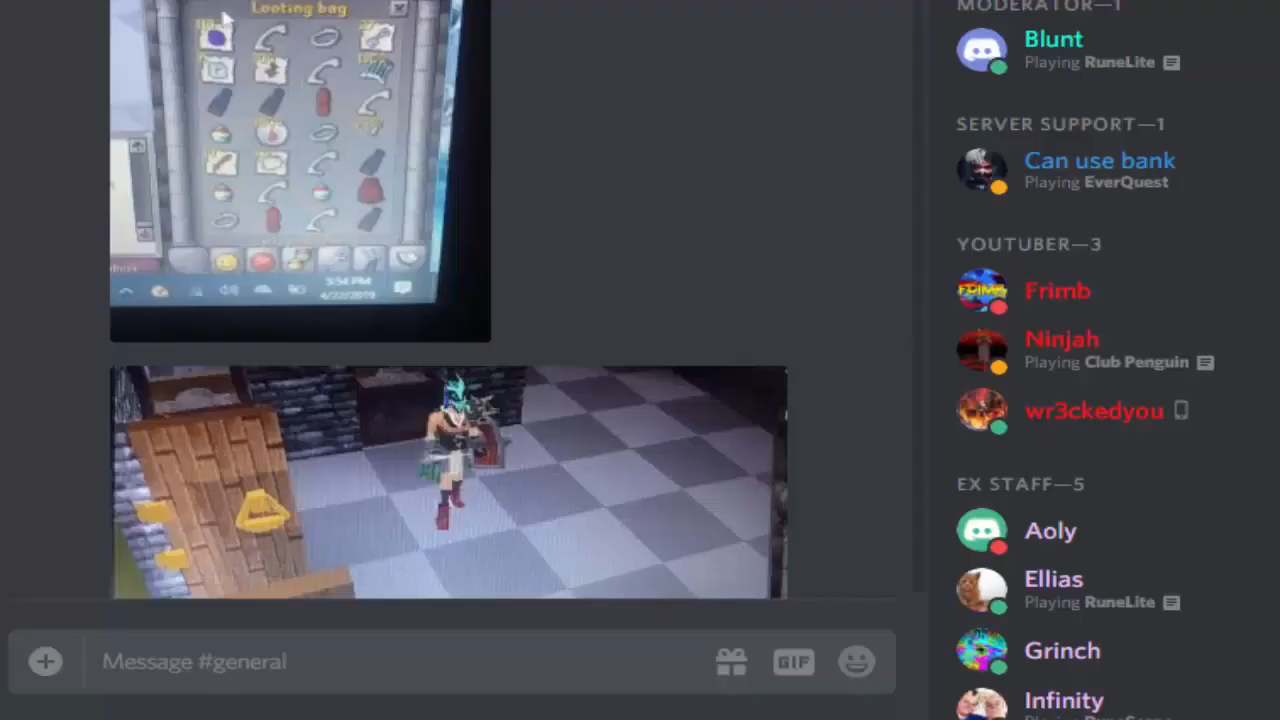 Looting bag
5:54 PM
4/22/2019
Message #general
GIF
MODERATOR—1
Blunt
Playing RuneLite
SERVER SUPPORT—1
Can use bank
Playing EverQuest
YOUTUBER—3
Frimb
Ninjah
Playing Club Penguin
wr3ckedyou
EX STAFF—5
Aoly
Ellias
Playing RuneLite
Grinch
Infinity